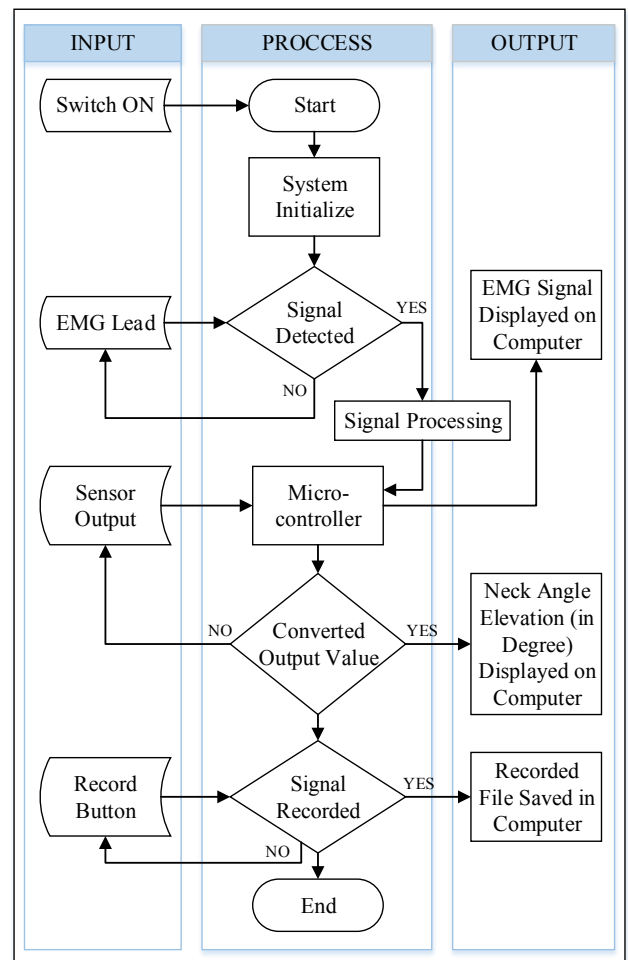 INPUT
PROCCESS
OUTPUT
Switch ON
Start
System
Initialize
EMG Lead
Signal
Detected
YES
NO
EMG Signal
Displayed on
Computer
Signal Processing
Sensor
Output
Micro-
controller
NO
Converted
Output Value
YES
Neck Angle
Elevation (in
Degree)
Displayed on
Computer
Record
Button
Signal
Recorded
YES
NO
Recorded
File Saved in
Computer
End